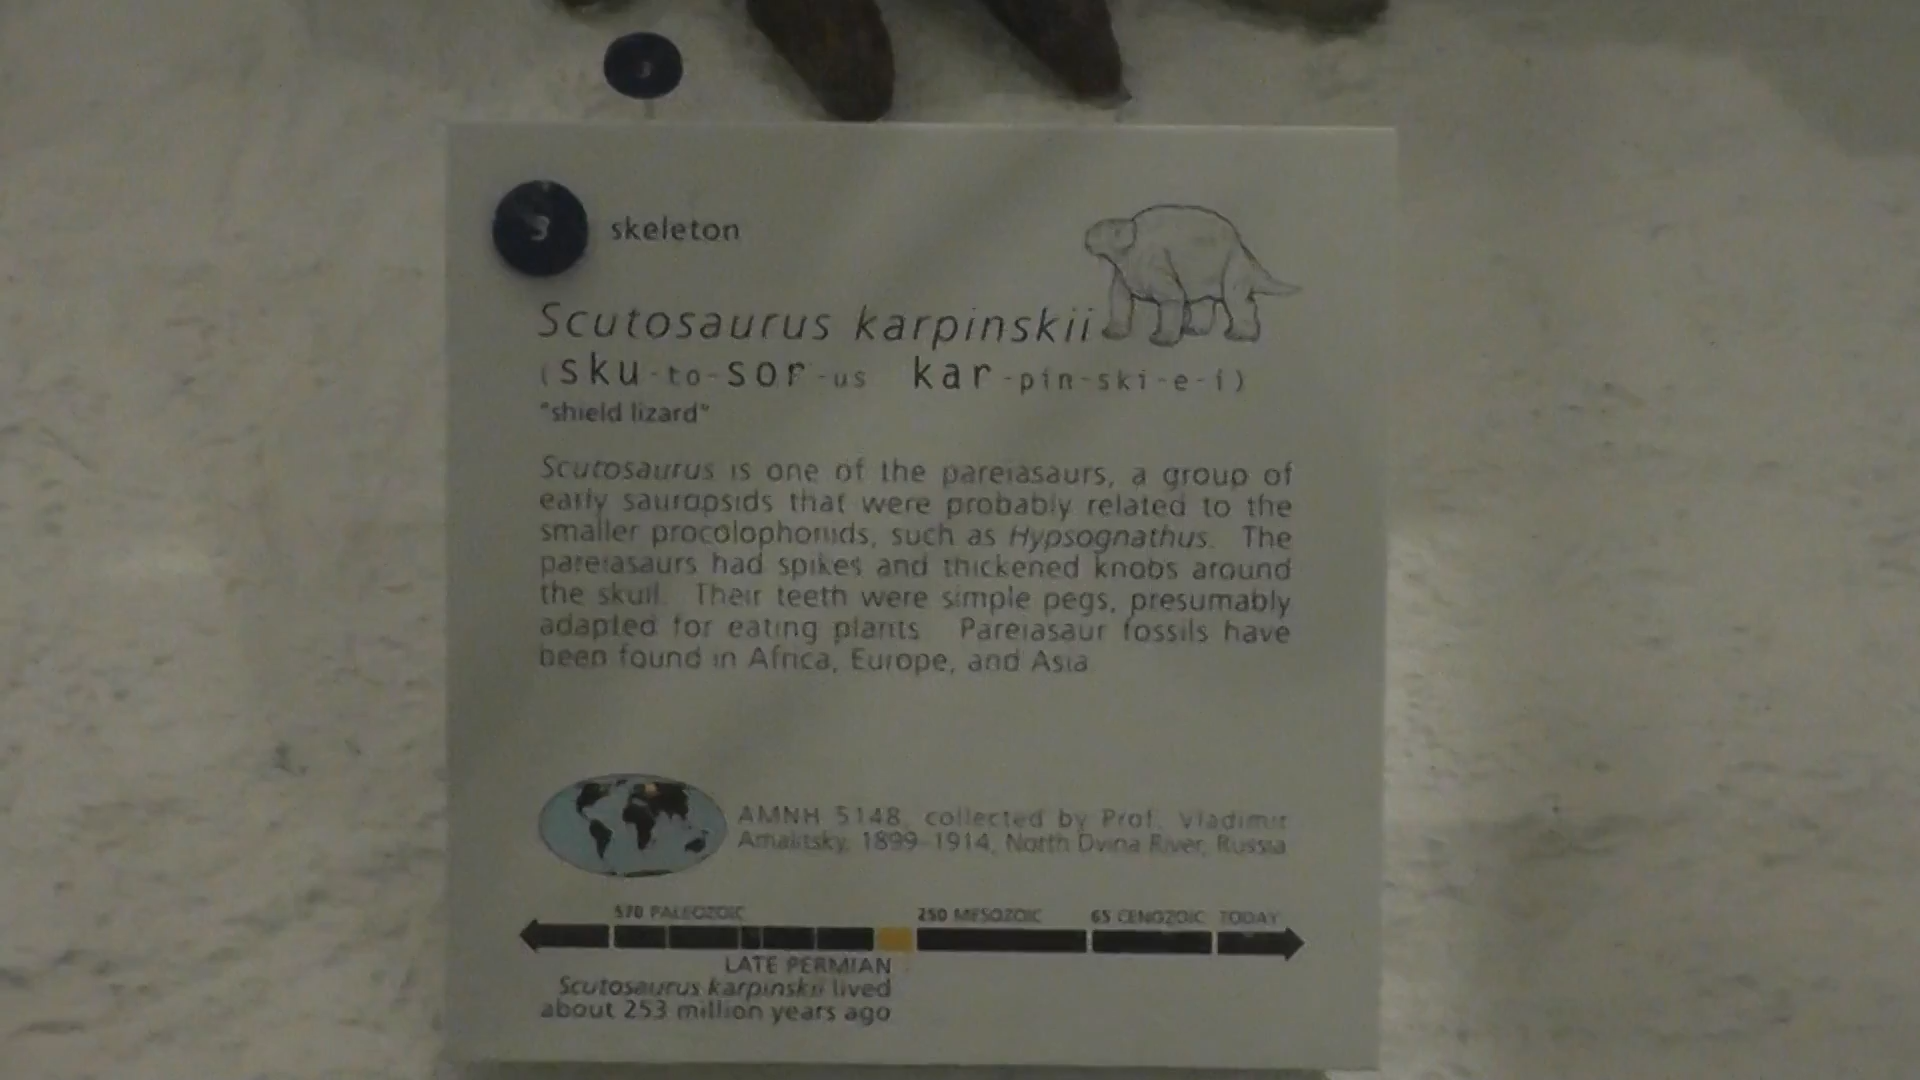 3
3 skeleton
Scutosaurus karpinskii
(sku-to-sor-us kar-pin-ski-e-i)
"shield lizard"
Scutosaurus is one of the pareiasaurs, a group of
early sauropsids that were probably related to the
smaller procolophonids, such as Hypsognathus. The
pareiasaurs had spikes and thickened knobs around
the skull. Their teeth were simple pegs, presumably
adapted for eating plants. Pareiasaur fossils have
been found in Africa, Europe, and Asia
AMNH 5148, collected by Prof. Vladimir
Amalitsky, 1899-1914, North Dvina River, Russia
570 PALEOZOIC 250 MESOZOIC 65 CENOZOIC TODAY
LATE PERMIAN
Scutosaurus karpinskii lived
about 253 million years ago